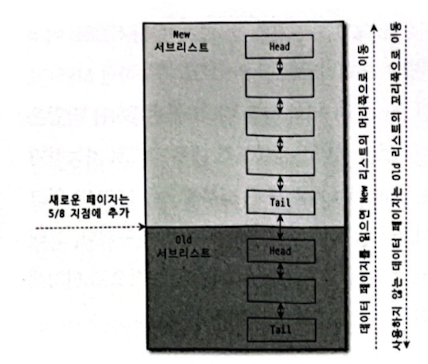 New
서브리스트
Head
Tail
새로운 페이지는
5/8 지점에 추가
Old
서브리스트
Head
Tail
데이터 페이지를 읽으면 New 리스트의 머리쪽으로 이동
사용하지 않는 데이터 페이지는 Old 리스트의 꼬리쪽으로 이동